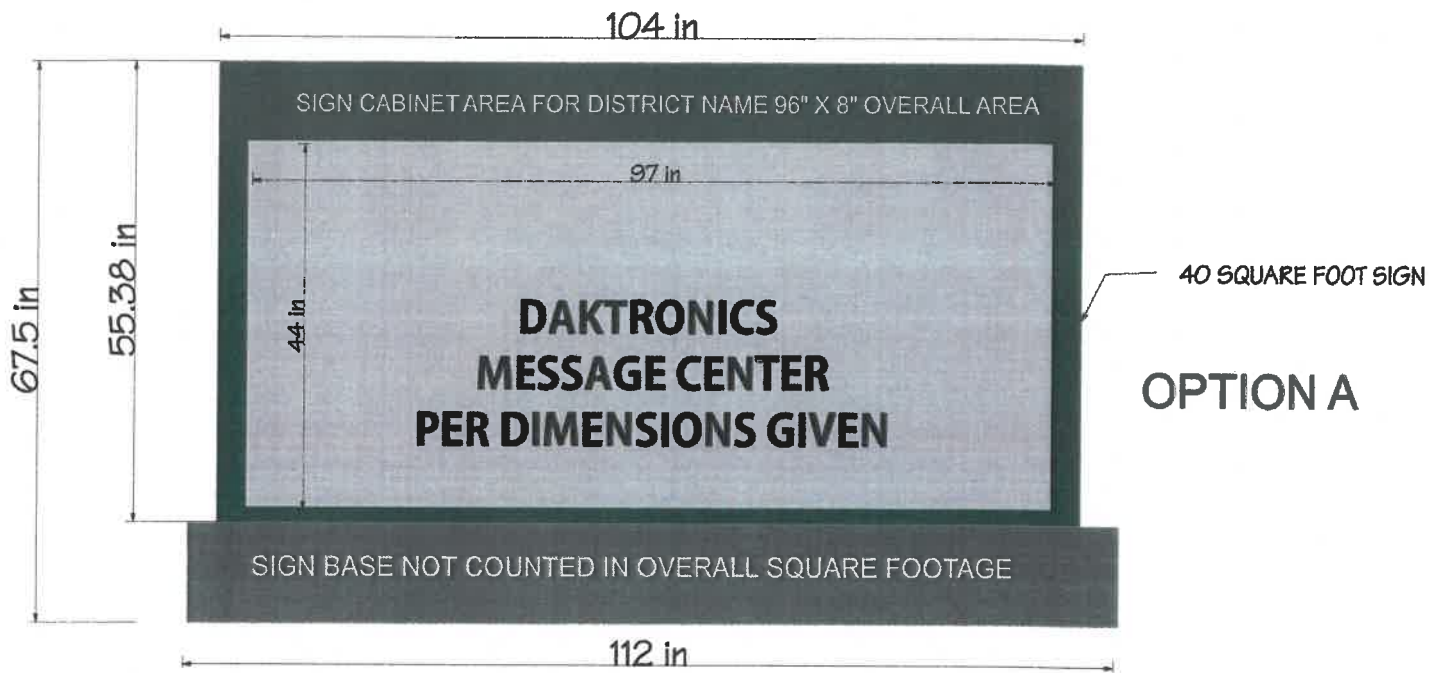 104 in
SIGN CABINET AREA FOR DISTRICT NAME 96" X 8" OVERALL AREA
97 in
67.5 in
55.38 in
44 in
40 SQUARE FOOT SIGN
DAKTRONICS
MESSAGE CENTER
PER DIMENSIONS GIVEN
OPTION A
SIGN BASE NOT COUNTED IN OVERALL SQUARE FOOTAGE
112 in